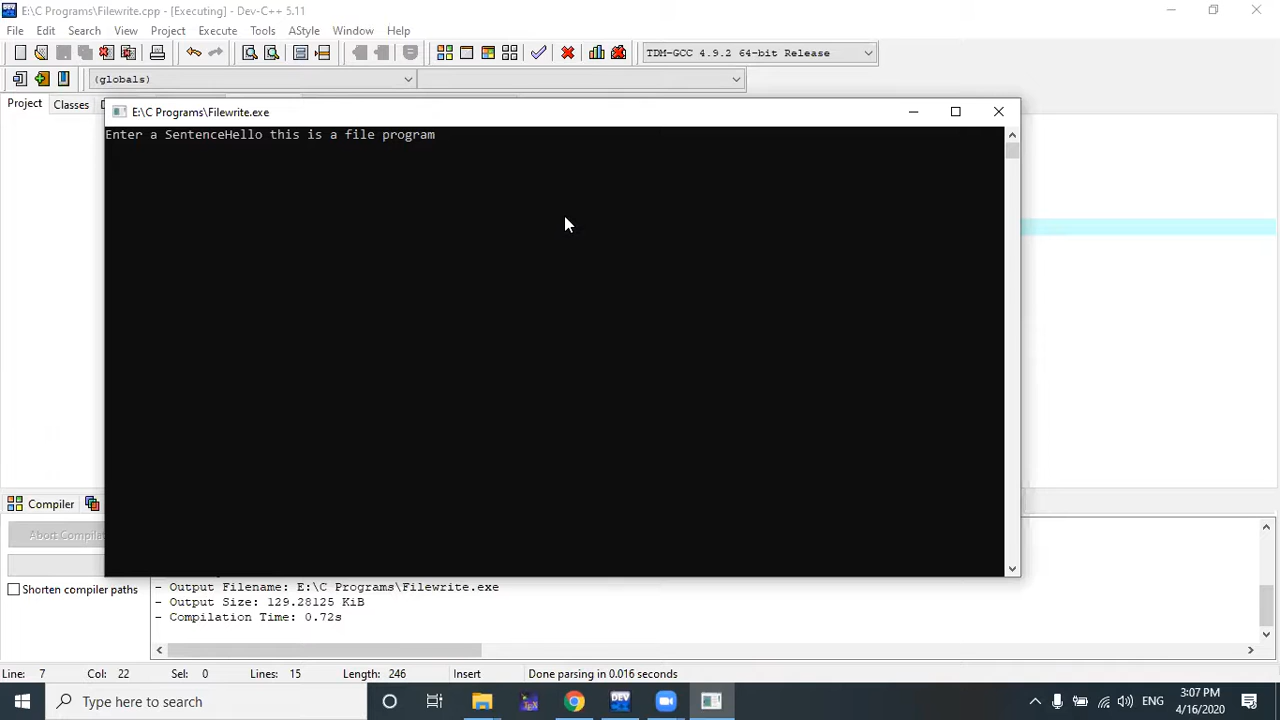 E:\C Programs\Filewrite.cpp - [Executing] - Dev-C++ 5.11
File Edit Search View Project Execute Tools AStyle Window Help
TDM-GCC 4.9.2 64-bit Release
(globals)
Project Classes
E:\C Programs\Filewrite.exe
Enter a SentenceHello this is a file program
Compiler
Abort
Shorten compiler paths
- Output Filename: E:\C Programs\Filewrite.exe
- Output Size: 129.28125 KiB
- Compilation Time: 0.72s
Line: 7 Col: 22 Sel: 0 Lines: 15 Length: 246 Insert Done parsing in 0.016 seconds
Type here to search
DEV
ENG
3:07 PM
4/16/2020